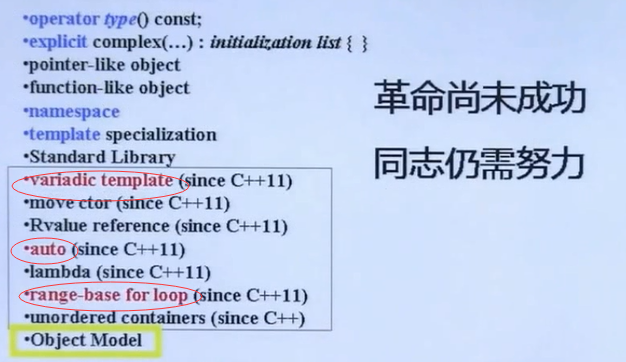 •operator type() const;
•explicit complex(…) : initialization list { }
•pointer-like object
•function-like object
•namespace
•template specialization
•Standard Library
•variadic template (since C++11)
•move ctor (since C++11)
•Rvalue reference (since C++11)
•auto (since C++11)
•lambda (since C++11)
•range-base for loop (since C++11)
•unordered containers (since C++)
•Object Model
革命尚未成功
同志仍需努力